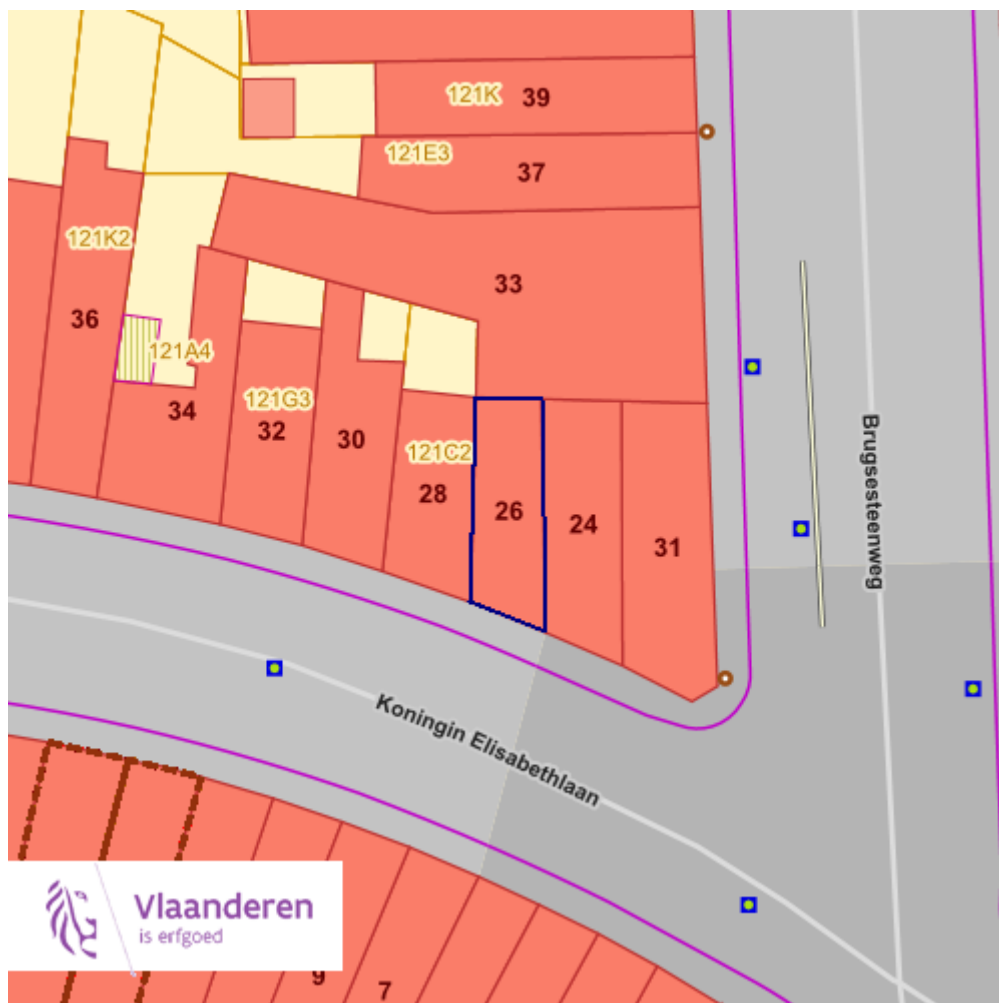 121K 39
121E3
37
121K2
33
36
121A4
34
121G3
32
30
121C2
28
26
24
31
Brugsesteenweg
Koningin Elisabethlaan
Vlaanderen
is erfgoed
9
7